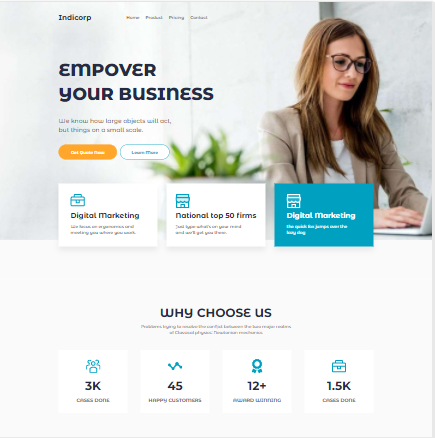 Indicorp
Home Product Pricing Contact
EMPOVER
YOUR BUSINESS
We know how large objects will act,
but things on a small scale.
Get Quote Now
Learn More
Digital Marketing
We focus on ergonomics and
meeting you where you work.
National top 50 firms
Just type what's on your mind
and we'll get you there.
Digital Marketing
the quick fox jumps over the
lazy dog
WHY CHOOSE US
Problems trying to resolve the conflict between the two major realms
of Classical physics: Newtonian mechanics
3K
CASES DONE
45
HAPPY CUSTOMERS
12+
AWARD WINNING
1.5K
CASES DONE